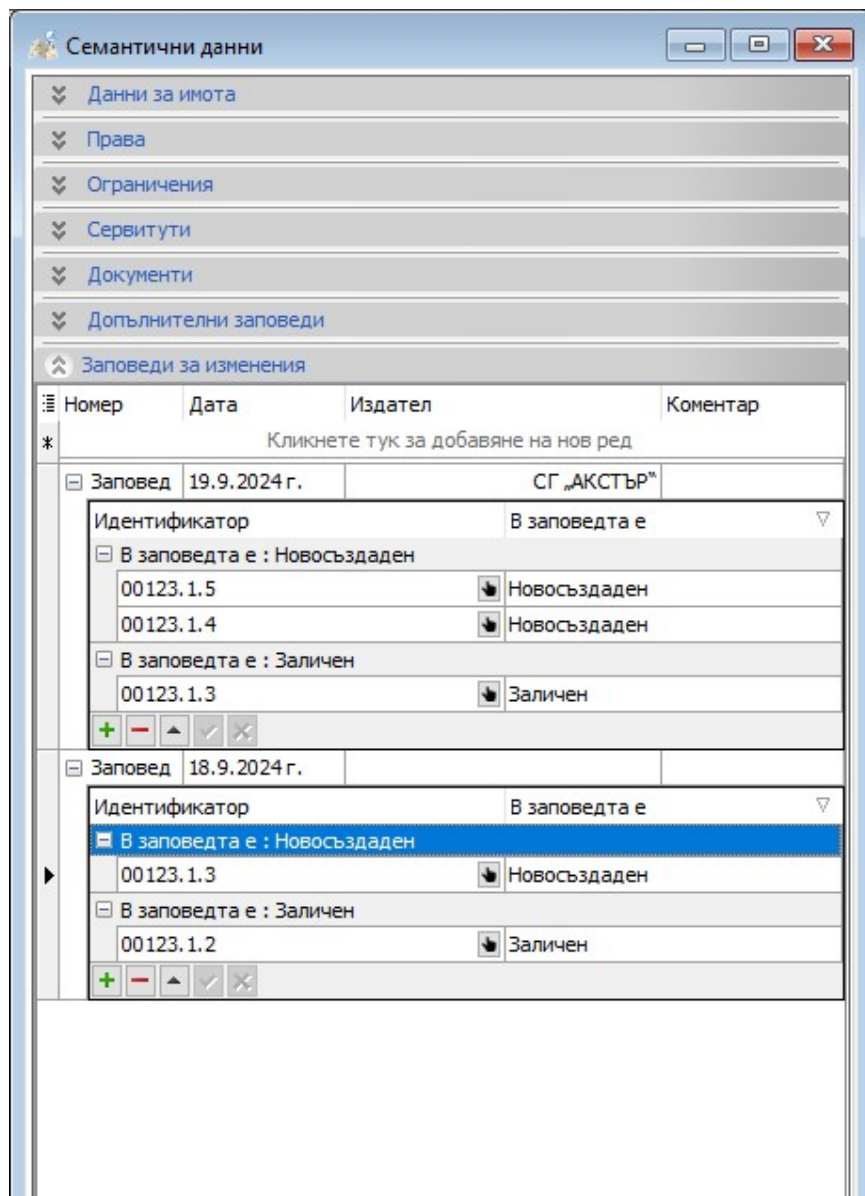 Семантични данни
Данни за имота
Права
Ограничения
Сервитути
Документи
Допълнителни заповеди
Заповеди за изменения
Номер Дата Издател Коментар
Кликнете тук за добавяне на нов ред
Заповед 19.9.2024 г. СГ „АКСТЪР“
Идентификатор В заповедта е
В заповедта е : Новосъздаден
00123.1.5 Новосъздаден
00123.1.4 Новосъздаден
В заповедта е : Заличен
00123.1.3 Заличен
Заповед 18.9.2024 г.
Идентификатор В заповедта е
В заповедта е : Новосъздаден
00123.1.3 Новосъздаден
В заповедта е : Заличен
00123.1.2 Заличен